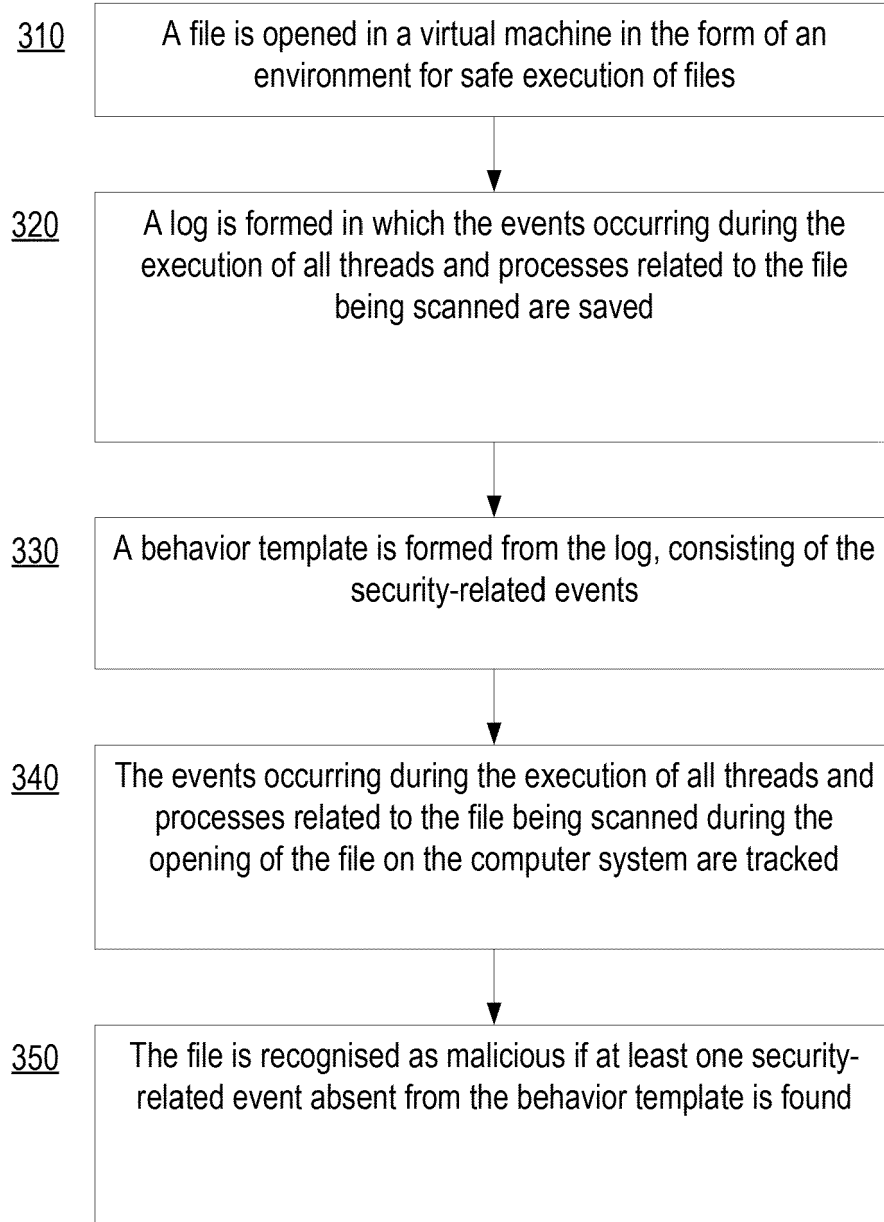 310
A file is opened in a virtual machine in the form of an
environment for safe execution of files
320
A log is formed in which the events occurring during the
execution of all threads and processes related to the file
being scanned are saved
330
A behavior template is formed from the log, consisting of the
security-related events
340
The events occurring during the execution of all threads and
processes related to the file being scanned during the
opening of the file on the computer system are tracked
350
The file is recognised as malicious if at least one security-
related event absent from the behavior template is found